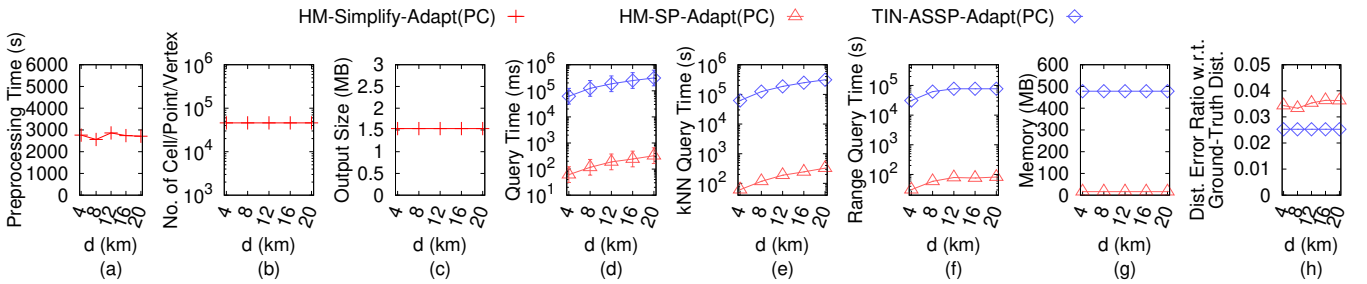 HM-Simplify-Adapt(PC) HM-SP-Adapt(PC) TIN-ASSP-Adapt(PC)
Preprocessing Time (s)
6000
5000
4000
3000
2000
1000
0
4 8 12 16 20
d (km)
(a)
No. of Cell/Point/Vertex
10^6
10^5
10^4
10^3
4 8 12 16 20
d (km)
(b)
Output Size (MB)
3
2.5
2
1.5
1
0.5
0
4 8 12 16 20
d (km)
(c)
Query Time (ms)
10^6
10^5
10^4
10^3
10^2
10^1
4 8 12 16 20
d (km)
(d)
kNN Query Time (s)
10^6
10^5
10^4
10^3
10^2
4 8 12 16 20
d (km)
(e)
Range Query Time (s)
10^5
10^4
10^3
10^2
4 8 12 16 20
d (km)
(f)
Memory (MB)
600
500
400
300
200
100
0
4 8 12 16 20
d (km)
(g)
Dist. Error Ratio w.r.t.
Ground-Truth Dist.
0.05
0.04
0.03
0.02
0.01
0
4 8 12 16 20
d (km)
(h)